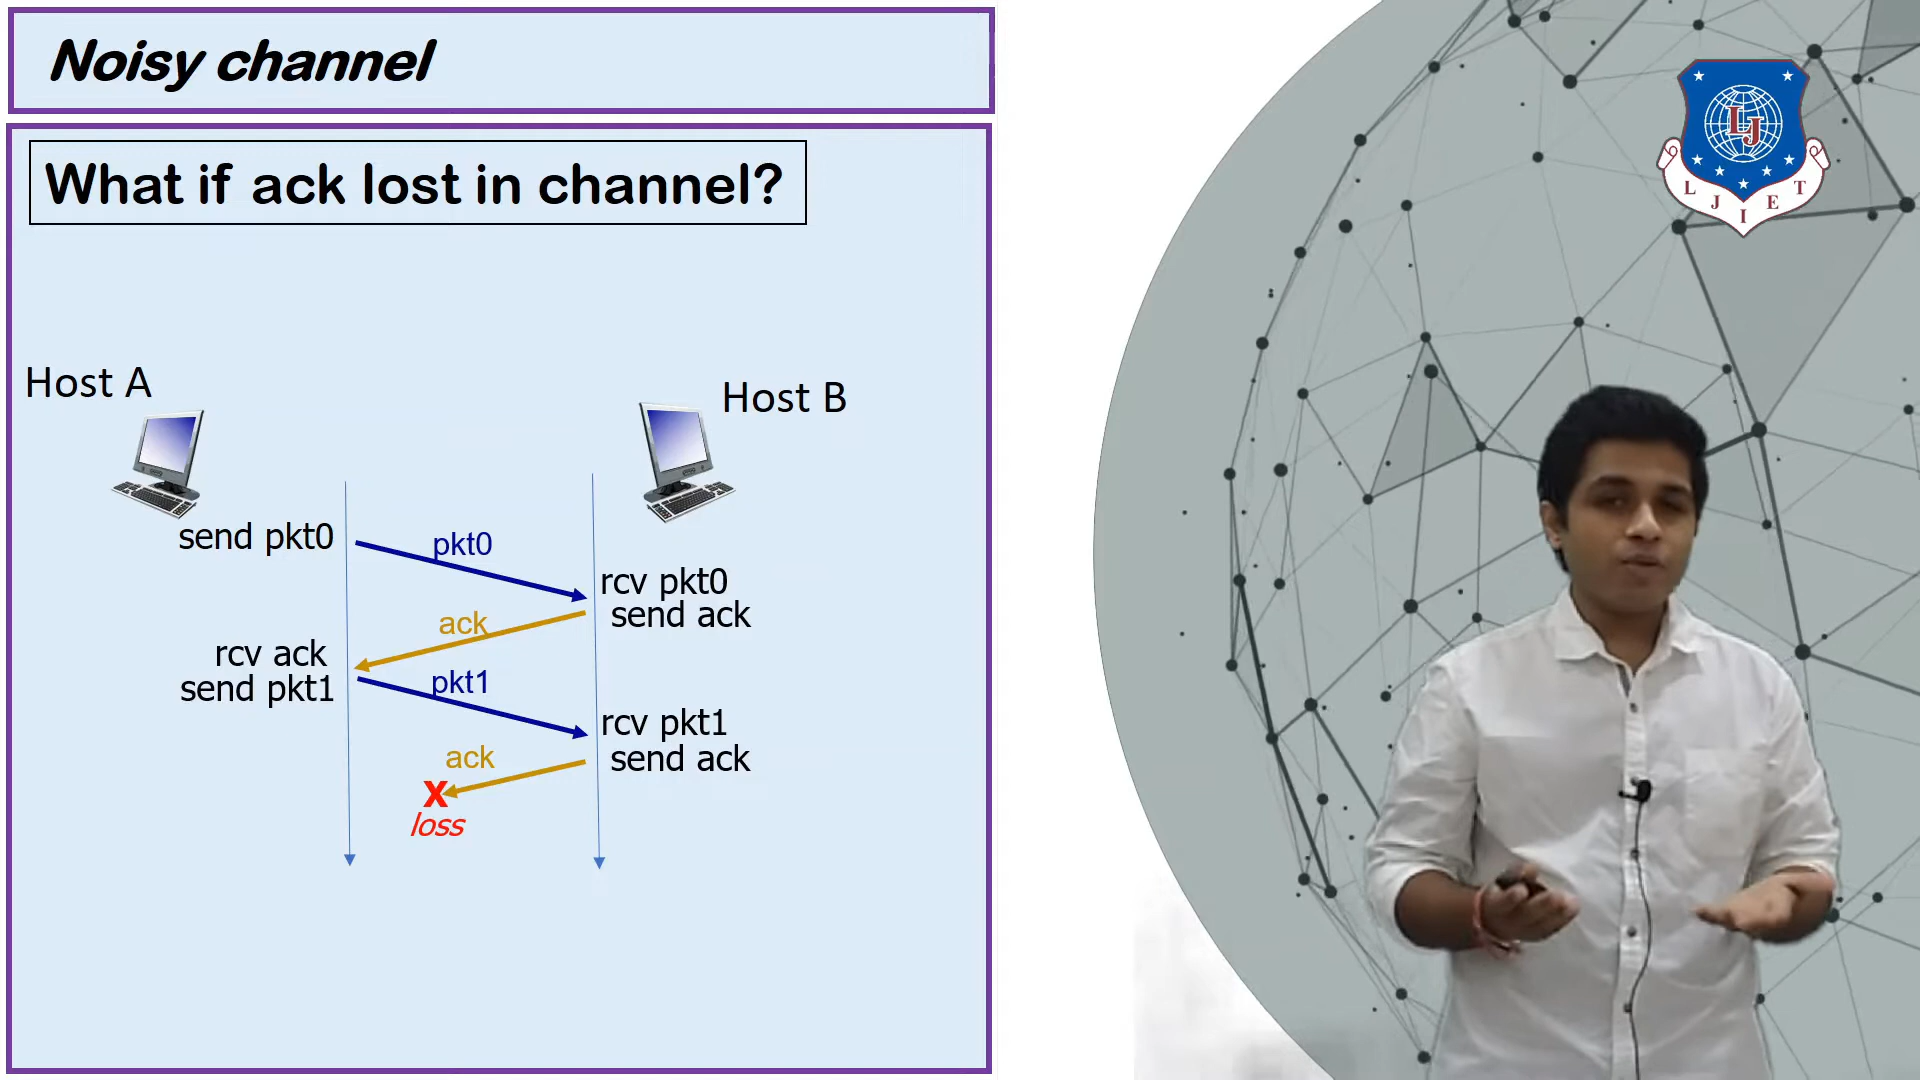 Noisy channel
What if ack lost in channel?
Host A
Host B
send pkt0
pkt0
rcv pkt0
send ack
ack
rcv ack
send pkt1
pkt1
rcv pkt1
send ack
ack
X
loss
LJ
L J I E T